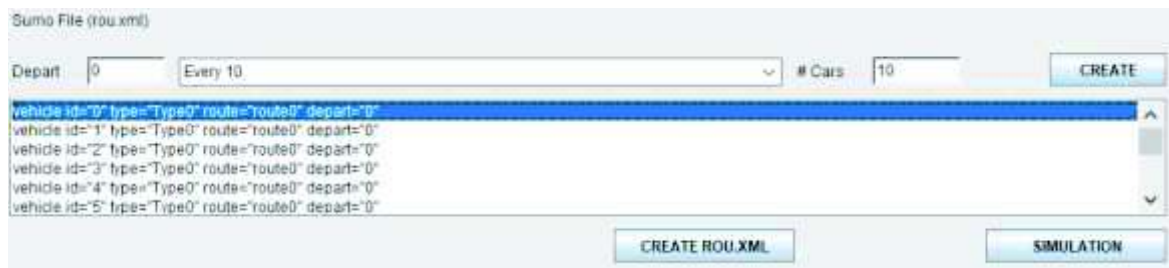 Sumo File (rou.xml)
Depart 0 Every 10 # Cars 10 CREATE
vehicle id="0" type="Type0" route="route0" depart="0"
vehicle id="1" type="Type0" route="route0" depart="0"
vehicle id="2" type="Type0" route="route0" depart="0"
vehicle id="3" type="Type0" route="route0" depart="0"
vehicle id="4" type="Type0" route="route0" depart="0"
vehicle id="5" type="Type0" route="route0" depart="0"
CREATE ROU.XML SIMULATION